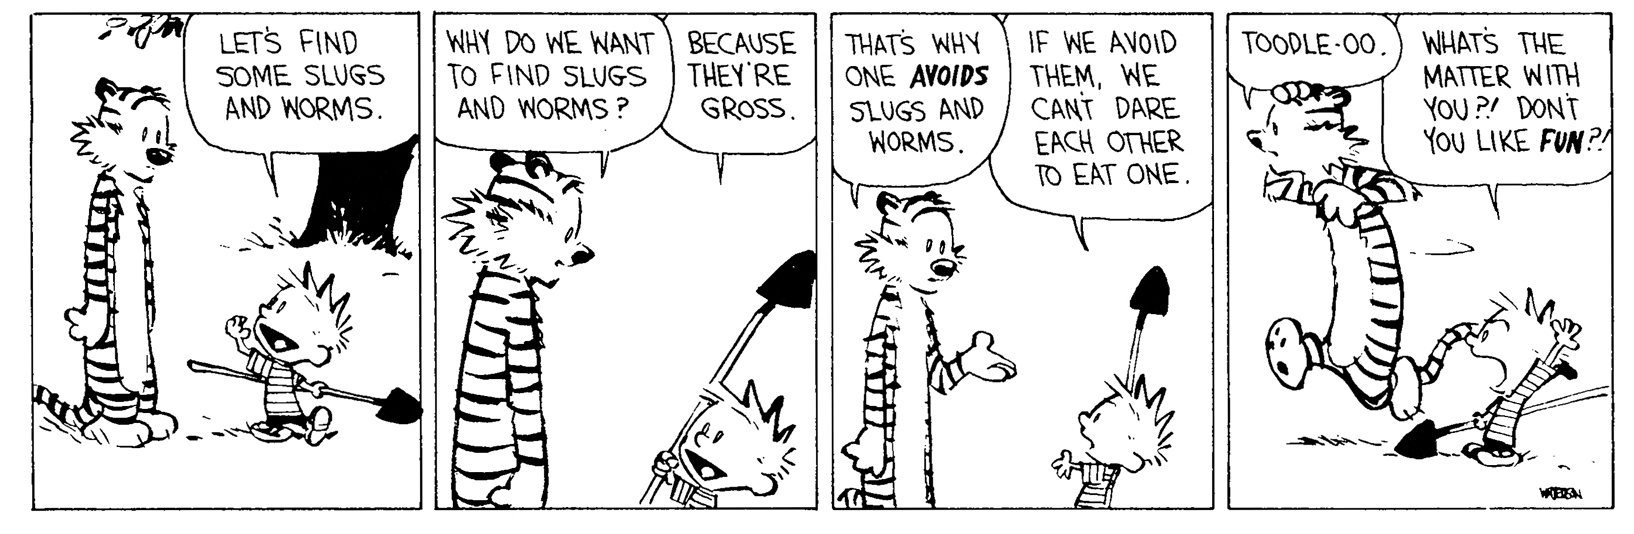 LET'S FIND
SOME SLUGS
AND WORMS.
WHY DO WE WANT
TO FIND SLUGS
AND WORMS?
BECAUSE
THEY'RE
GROSS.
THAT'S WHY
ONE AVOIDS
SLUGS AND
WORMS.
IF WE AVOID
THEM, WE
CAN'T DARE
EACH OTHER
TO EAT ONE.
TOODLE-OO.
WHAT'S THE
MATTER WITH
YOU?! DON'T
YOU LIKE FUN?!
WATTERSON